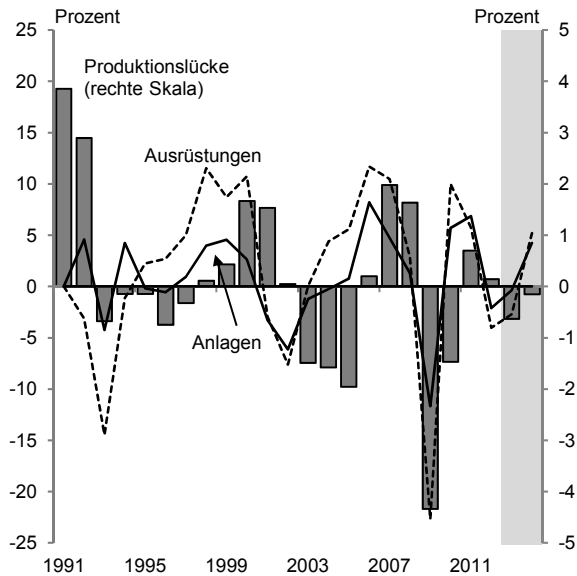 Prozent Prozent
25 5
20 4
15 3
10 2
5 1
0 0
-5 -1
-10 -2
-15 -3
-20 -4
-25 -5
Produktionslücke
(rechte Skala)
Ausrüstungen
Anlagen
1991 1995 1999 2003 2007 2011